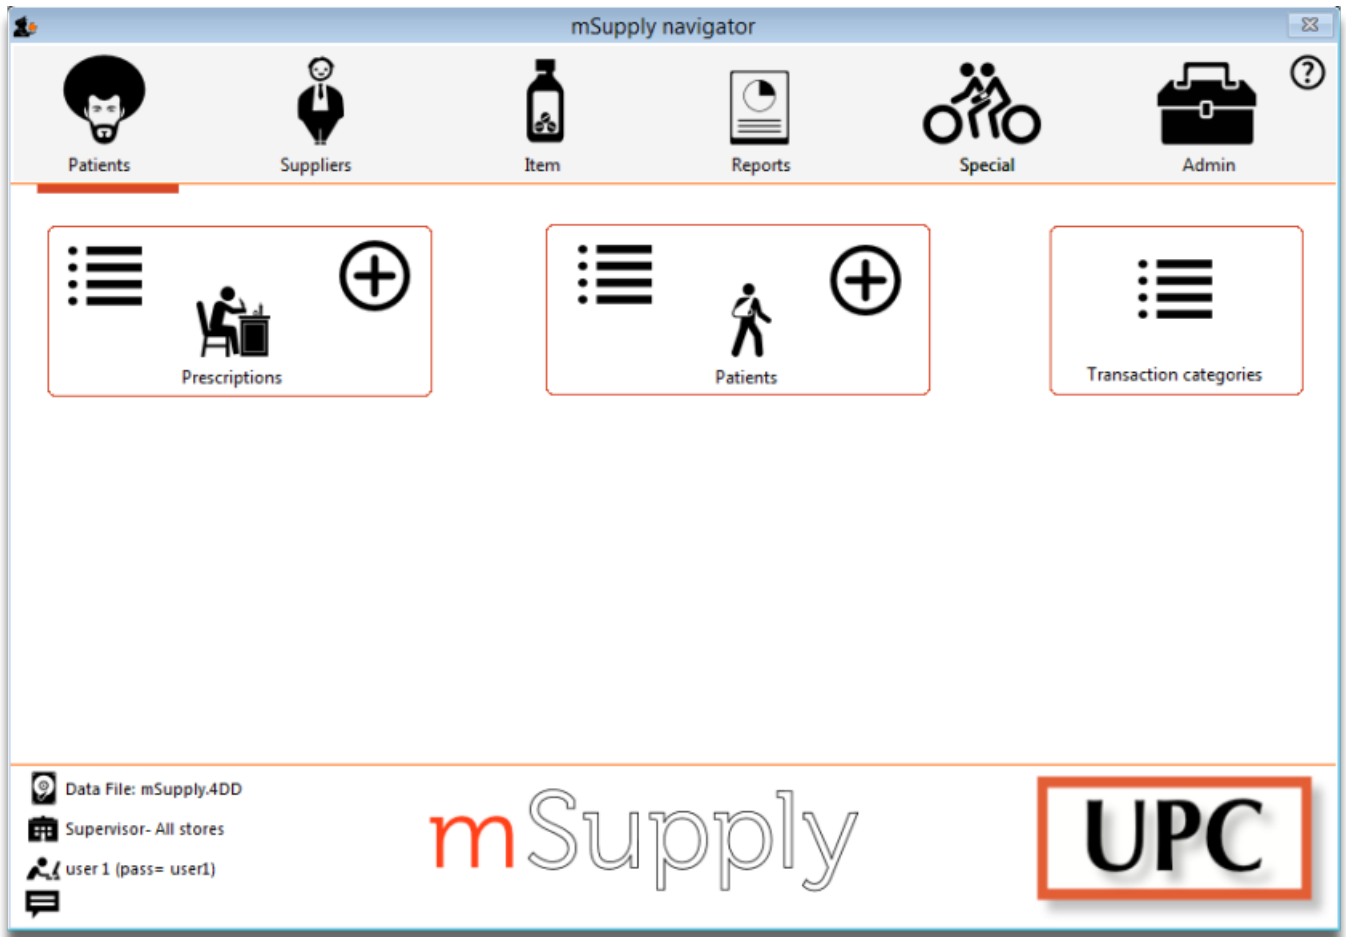 mSupply navigator
Patients
Suppliers
Item
Reports
Special
Admin
?
Prescriptions
Patients
Transaction categories
Data File: mSupply.4DD
Supervisor- All stores
user 1 (pass= user1)
mSupply
UPC